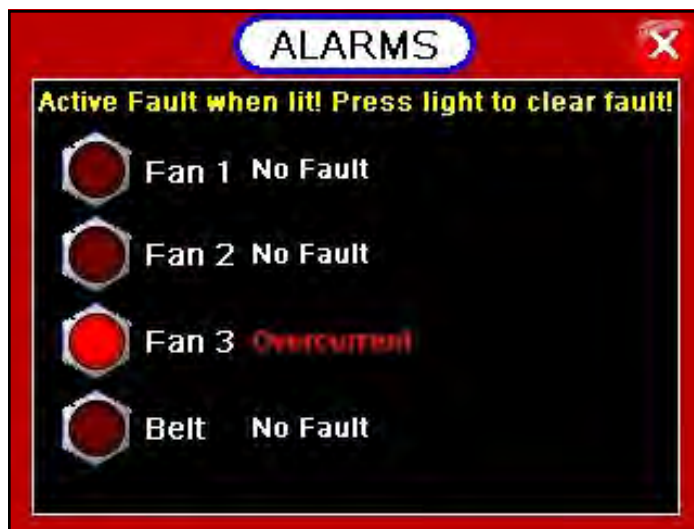 ALARMS
Active Fault when lit! Press light to clear fault!
Fan 1 No Fault
Fan 2 No Fault
Fan 3 Overcurrent
Belt No Fault